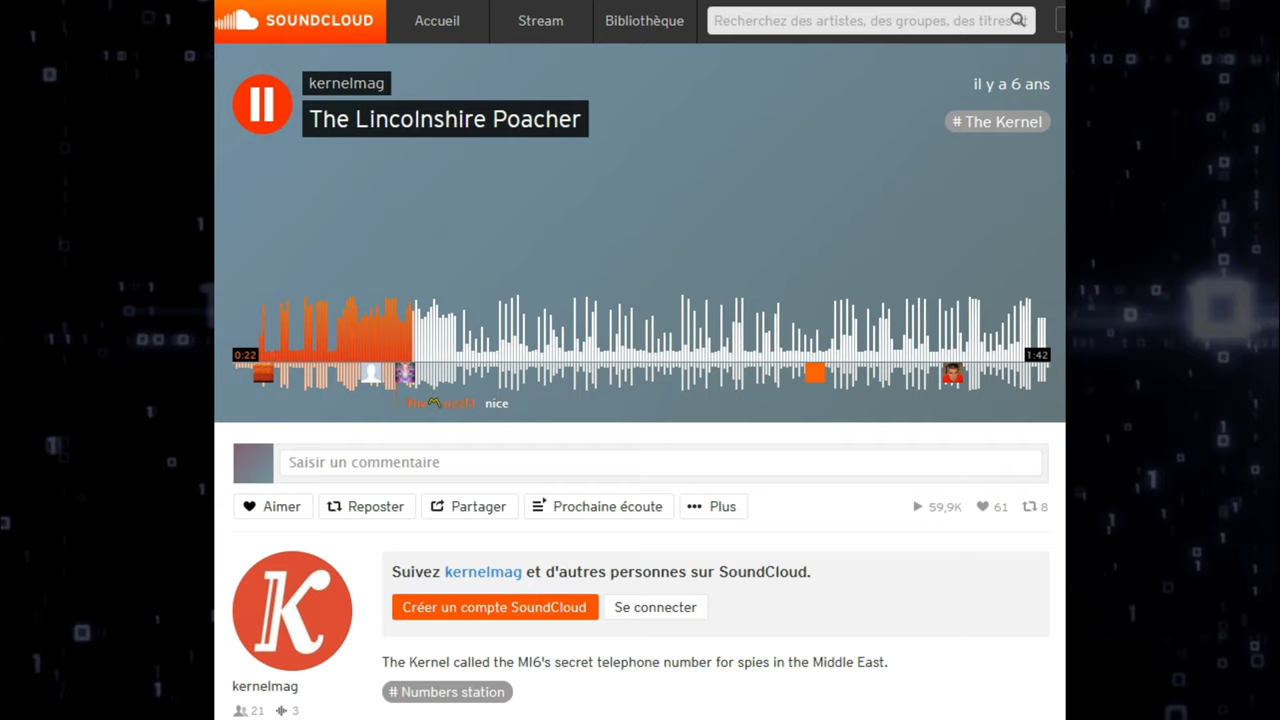 SOUNDCLOUD Accueil Stream Bibliothèque Recherchez des artistes, des groupes, des titres
kernelmag
il y a 6 ans
The Lincolnshire Poacher
# The Kernel
0:22
1:42
nice
Saisir un commentaire
Aimer Reposter Partager Prochaine écoute Plus 59,9K 61 8
K
Suivez kernelmag et d'autres personnes sur SoundCloud.
Créer un compte SoundCloud Se connecter
The Kernel called the MI6's secret telephone number for spies in the Middle East.
kernelmag
# Numbers station
21 3